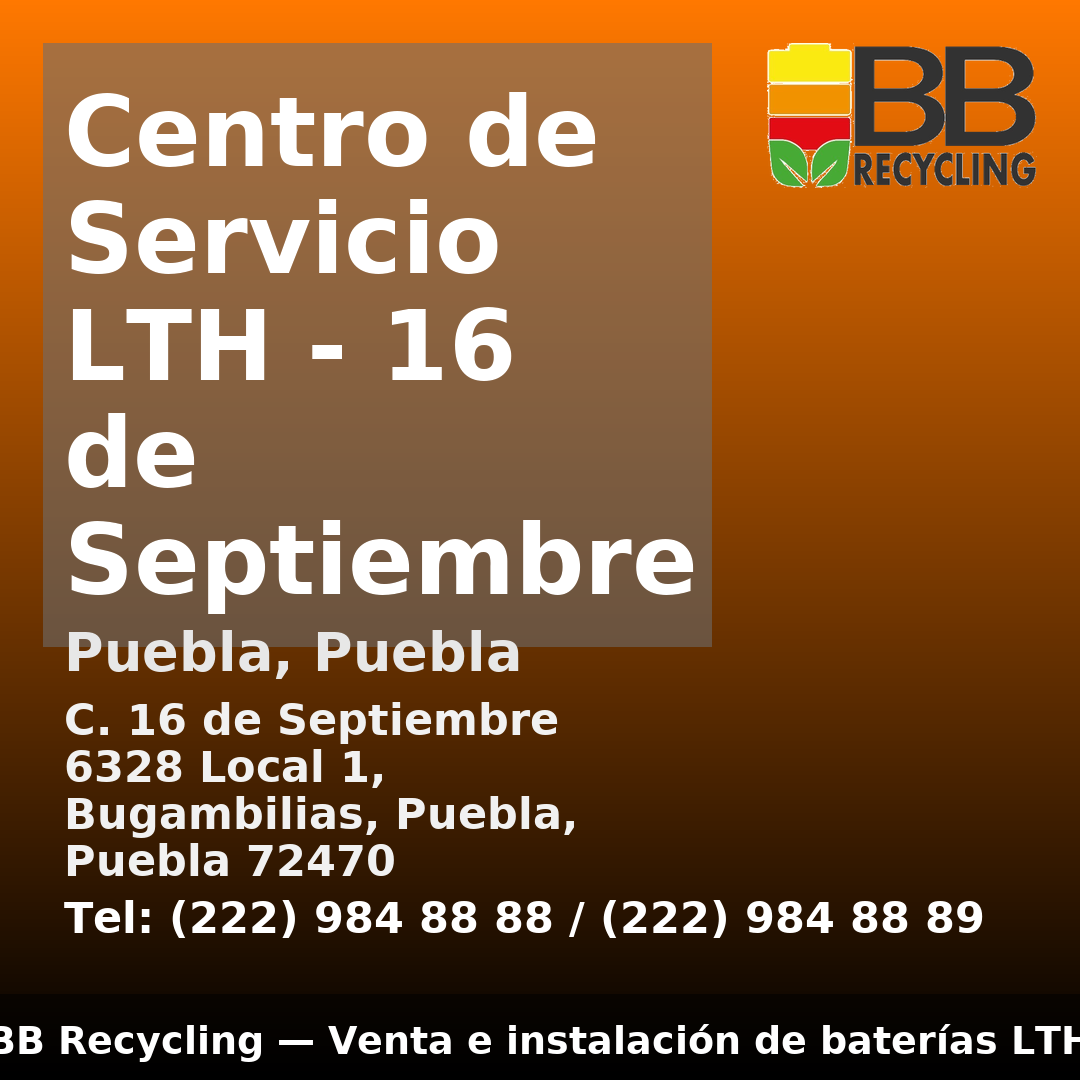 Centro de
Servicio
LTH - 16
de
Septiembre
BB
RECYCLING
Puebla, Puebla
C. 16 de Septiembre
6328 Local 1,
Bugambilias, Puebla,
Puebla 72470
Tel: (222) 984 88 88 / (222) 984 88 89
BB Recycling — Venta e instalación de baterías LTH